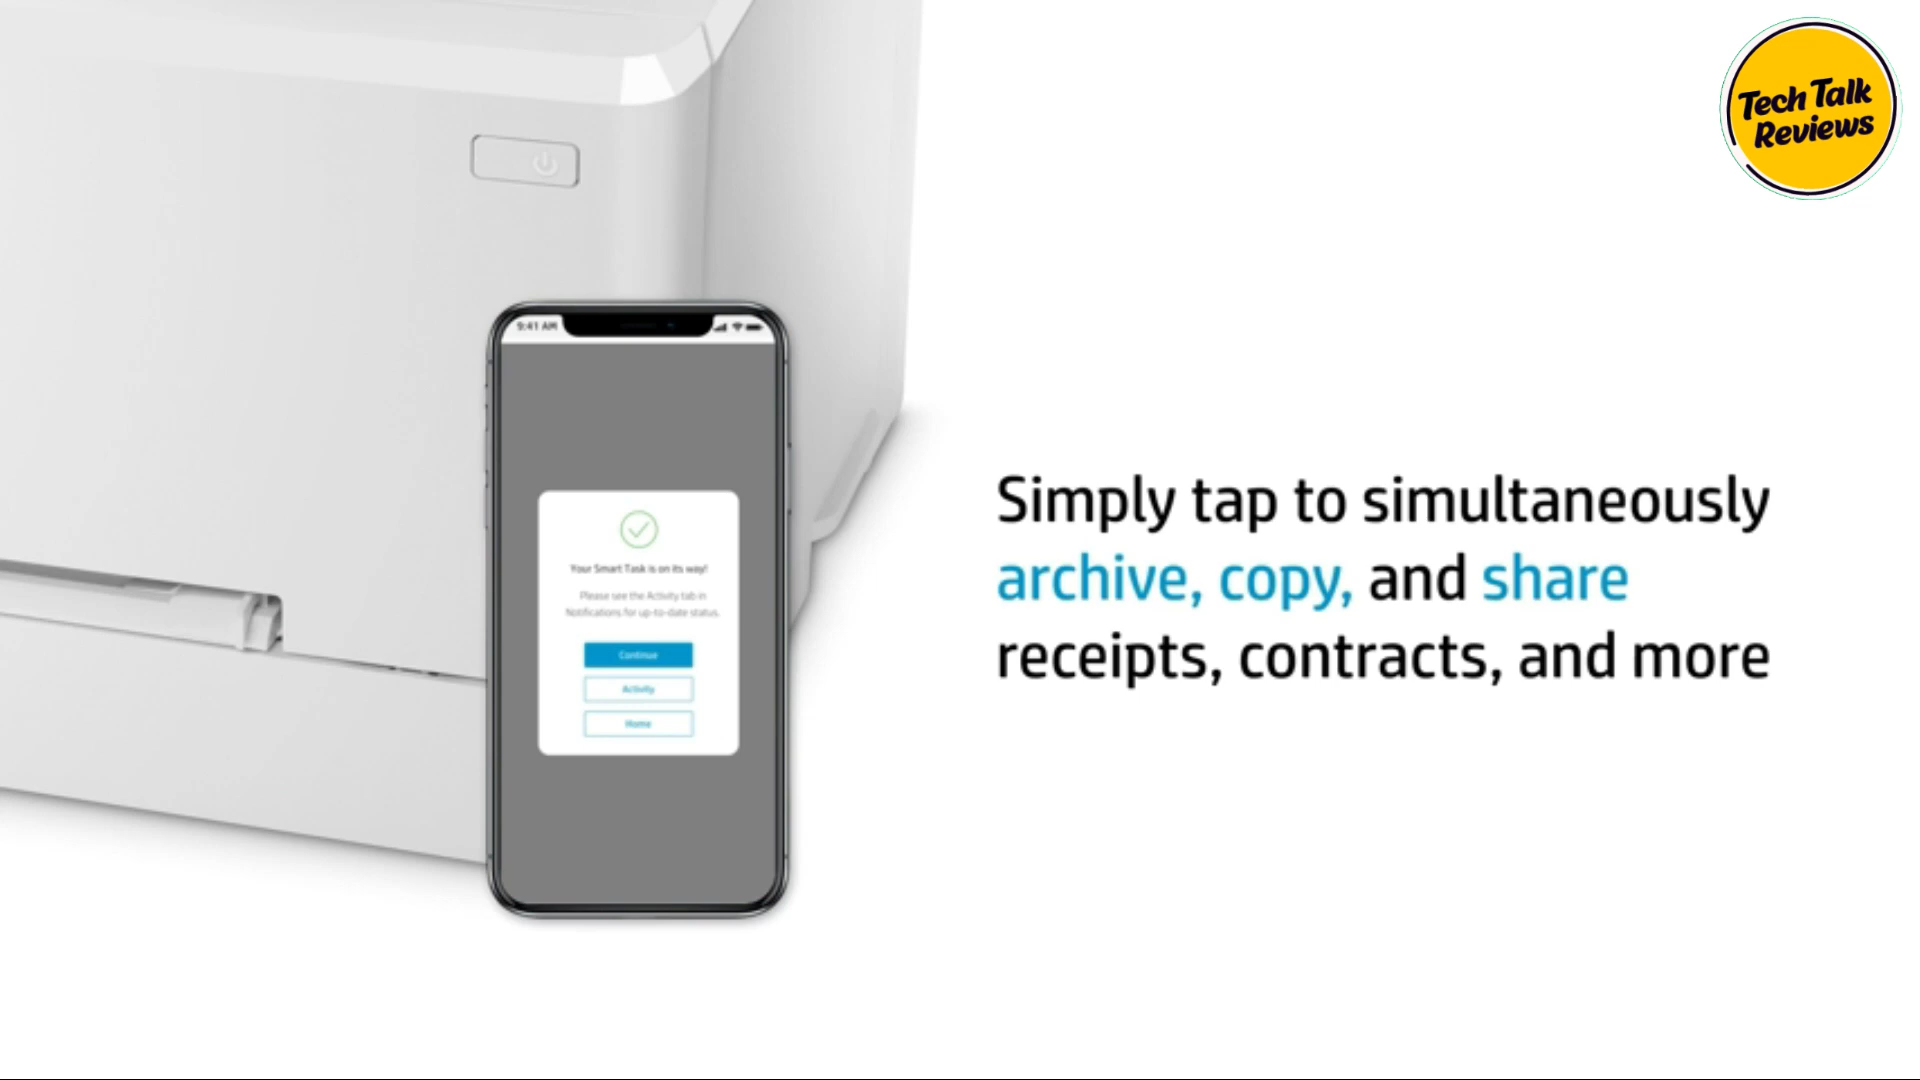 Tech Talk
Reviews
9:41 AM
Simply tap to simultaneously
archive, copy, and share
receipts, contracts, and more
Your Smart Task is on its way!
Please see the Activity tab in
Notifications for up-to-date status.
Continue
Activity
Home